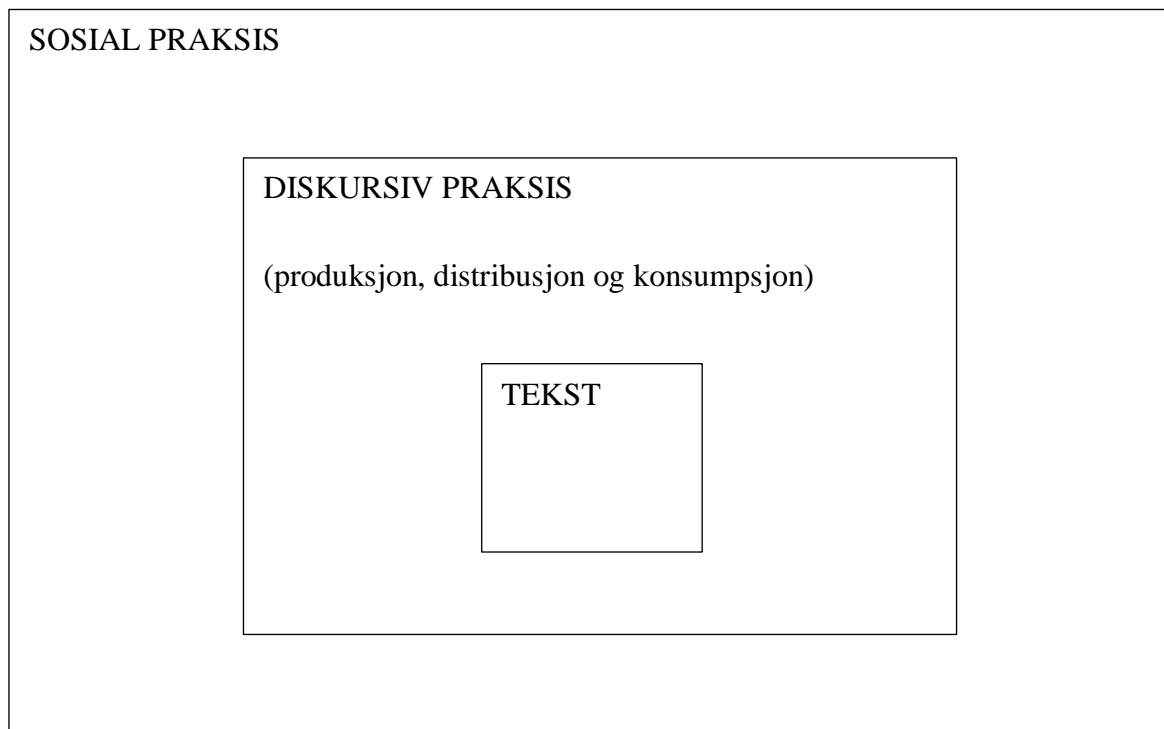 SOSIAL PRAKSIS
DISKURSIV PRAKSIS
(produksjon, distribusjon og konsumpsjon)
TEKST